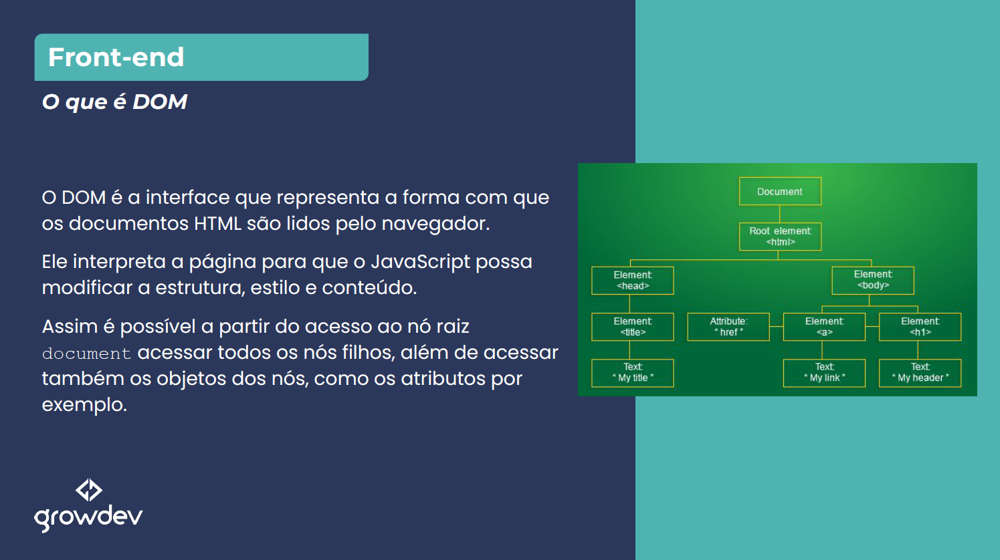 Front-end
O que é DOM
O DOM é a interface que representa a forma com que
os documentos HTML são lidos pelo navegador.
Ele interpreta a página para que o JavaScript possa
modificar a estrutura, estilo e conteúdo.
Assim é possível a partir do acesso ao nó raiz
document acessar todos os nós filhos, além de acessar
também os objetos dos nós, como os atributos por
exemplo.
Document
Root element:
<html>
Element:
<head>
Element:
<body>
Element:
<title>
Attribute:
“ href ”
Element:
<a>
Element:
<h1>
Text:
“ My title ”
Text:
“ My link ”
Text:
“ My header ”
growdev